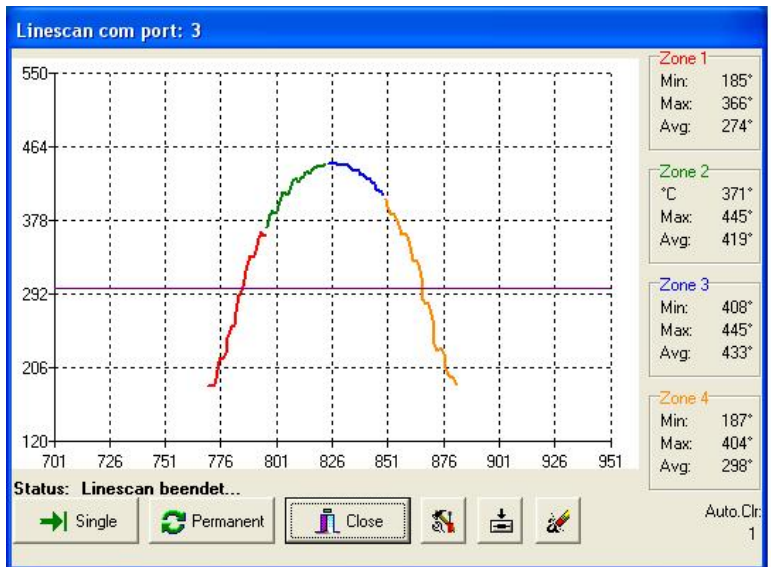 Linescan com port: 3
550
464
378
292
206
120
701 726 751 776 801 826 851 876 901 926 951
Zone 1
Min: 185°
Max: 366°
Avg: 274°
Zone 2
°C 371°
Max: 445°
Avg: 419°
Zone 3
Min: 408°
Max: 445°
Avg: 433°
Zone 4
Min: 187°
Max: 404°
Avg: 298°
Status: Linescan beendet...
Single
Permanent
Close
Auto.Clr:
1